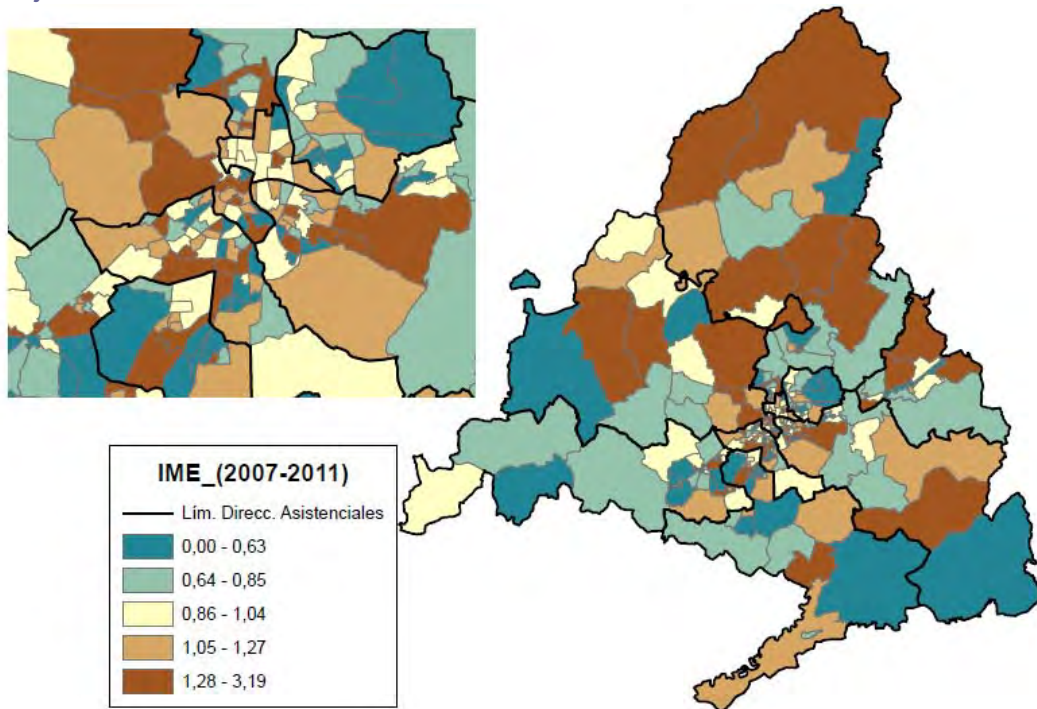 IME_(2007-2011)
Lím. Direcc. Asistenciales
0,00 - 0,63
0,64 - 0,85
0,86 - 1,04
1,05 - 1,27
1,28 - 3,19